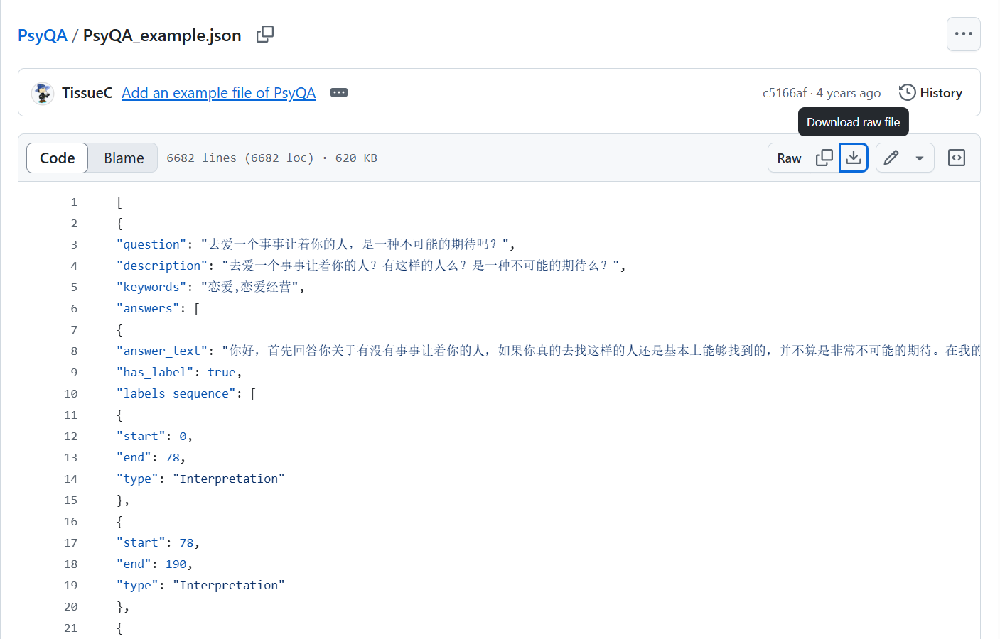 PsyQA / PsyQA_example.json
TissueC Add an example file of PsyQA
c5166af · 4 years ago
History
Download raw file
Code Blame 6682 lines (6682 loc) · 620 KB
Raw
1 [
2 {
3 "question": "去爱一个事事让着你的人，是一种不可能的期待吗？",
4 "description": "去爱一个事事让着你的人？有这样的人么？是一种不可能的期待么？",
5 "keywords": "恋爱,恋爱经营",
6 "answers": [
7 {
8 "answer_text": "你好，首先回答你关于有没有事事让着你的人，如果你真的去找这样的人还是基本上能够找到的，并不算是非常不可能的期待。在我的
9 "has_label": true,
10 "labels_sequence": [
11 {
12 "start": 0,
13 "end": 78,
14 "type": "Interpretation"
15 },
16 {
17 "start": 78,
18 "end": 190,
19 "type": "Interpretation"
20 },
21 {